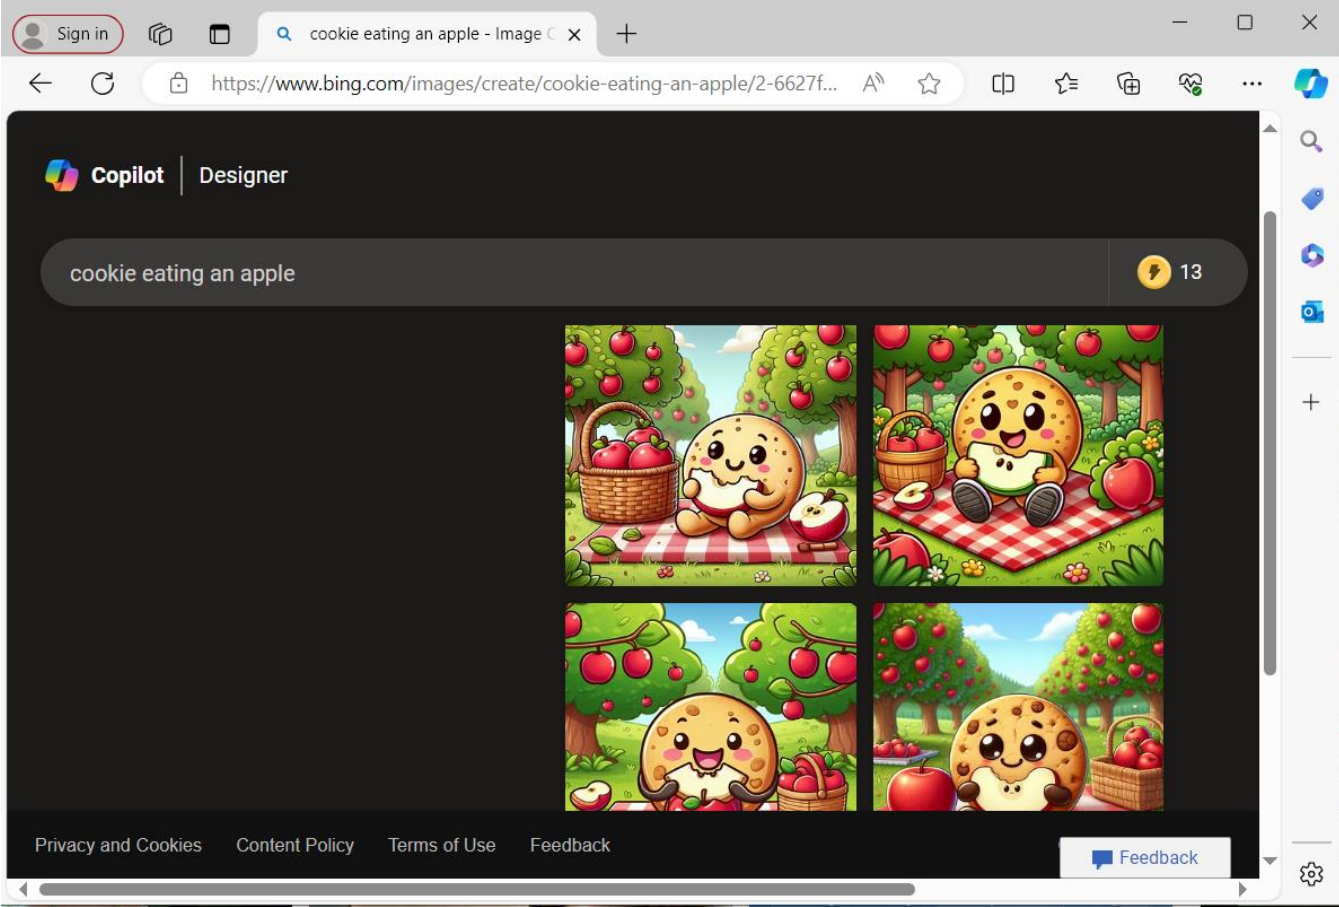 Sign in
cookie eating an apple - Image C
https://www.bing.com/images/create/cookie-eating-an-apple/2-6627f...
Copilot | Designer
cookie eating an apple
13
Privacy and Cookies
Content Policy
Terms of Use
Feedback
Feedback